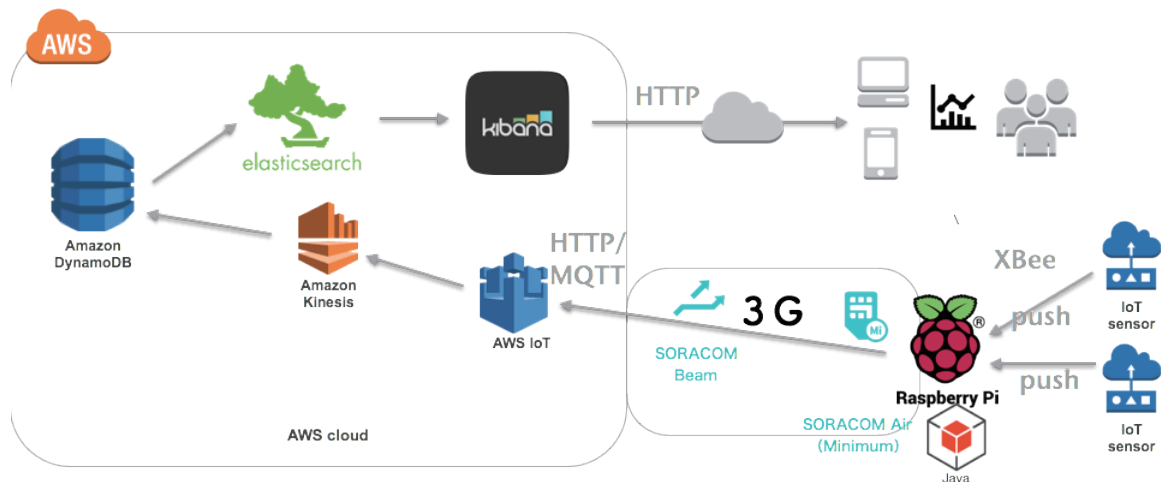 AWS
elasticsearch
kibana
HTTP
Amazon
DynamoDB
Amazon
Kinesis
HTTP/
MQTT
AWS IoT
AWS cloud
3G
SORACOM
Beam
Mi
SORACOM Air
(Minimum)
®
Raspberry Pi
Java
XBee
push
IoT
sensor
push
IoT
sensor